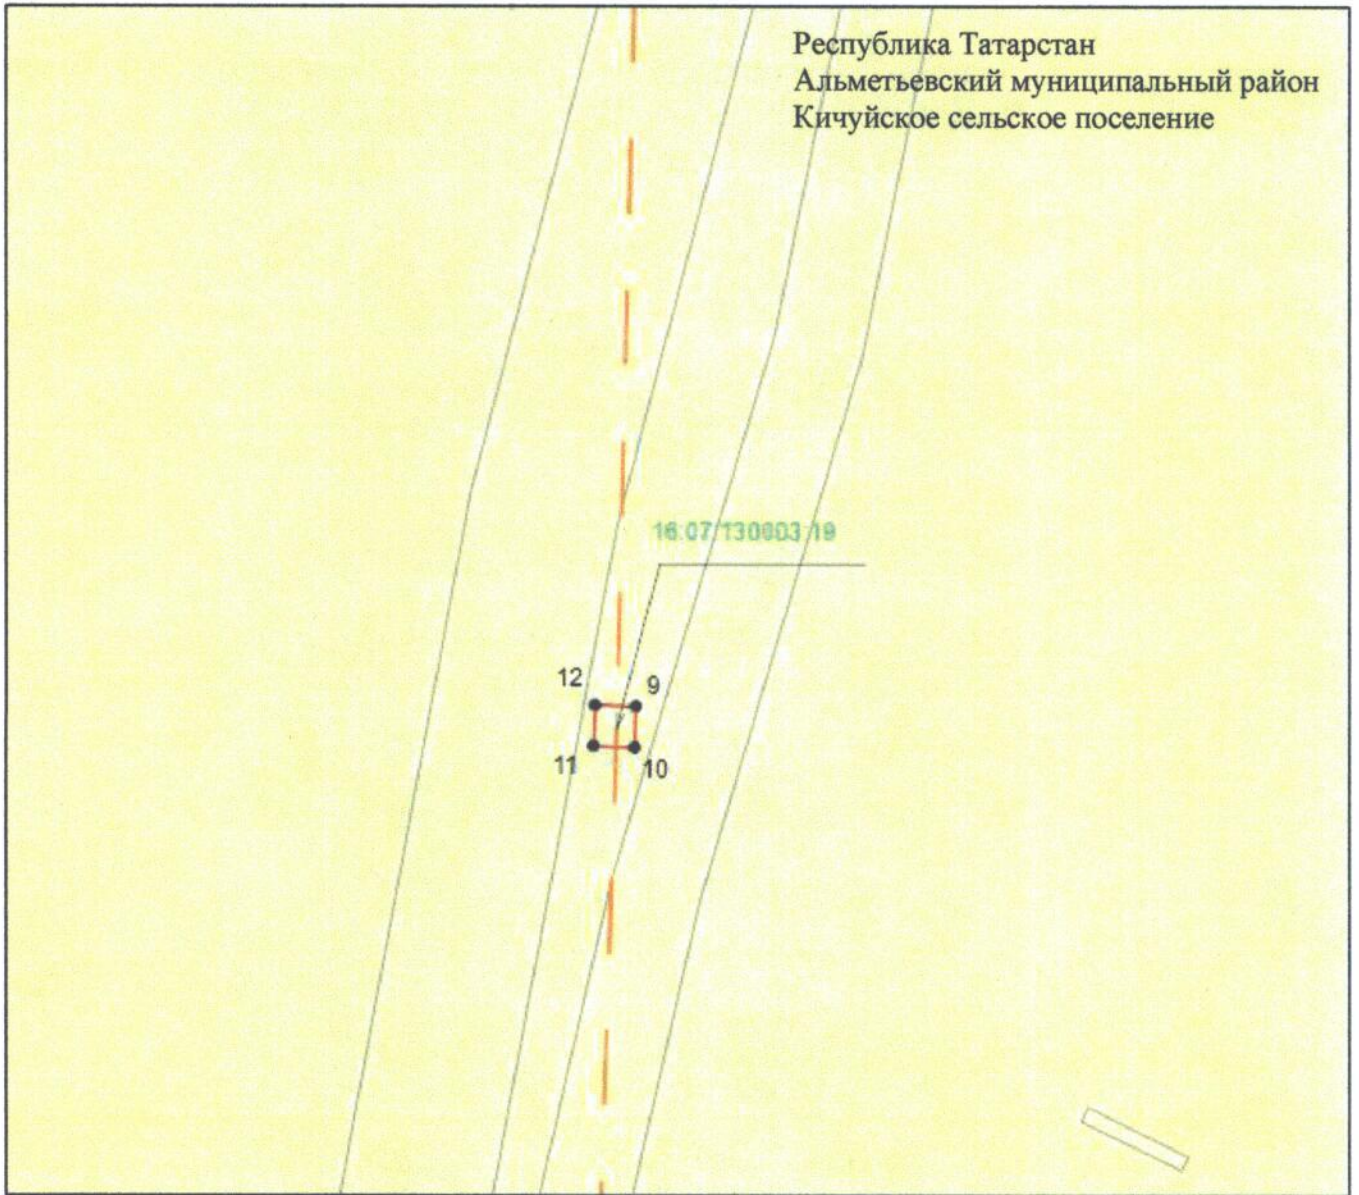 Республика Татарстан
Альметьевский муниципальный район
Кичуйское сельское поселение
16:07:130003:19
12
9
11
10